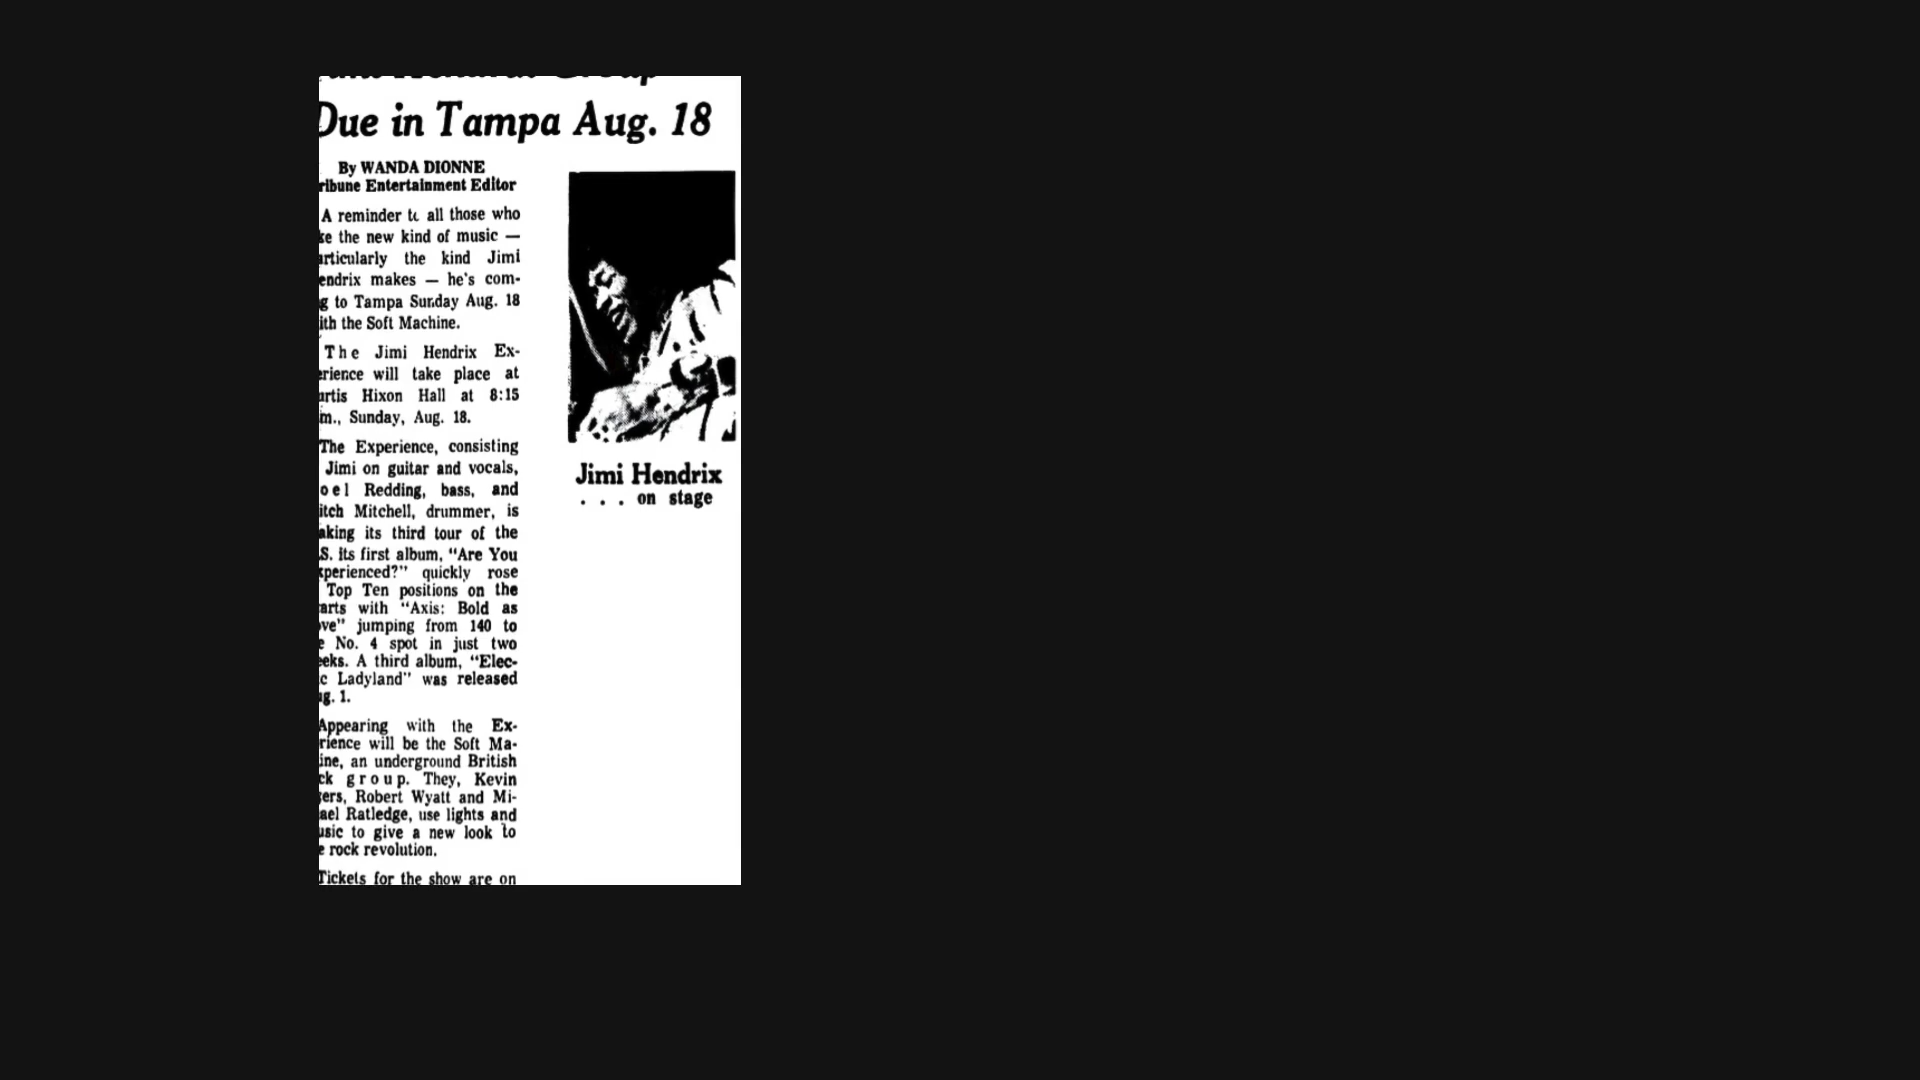 Due in Tampa Aug. 18
By WANDA DIONNE
ribune Entertainment Editor
A reminder to all those who
ke the new kind of music —
articularly the kind Jimi
endrix makes — he's com-
g to Tampa Sunday Aug. 18
ith the Soft Machine.
The Jimi Hendrix Ex-
erience will take place at
urtis Hixon Hall at 8:15
m., Sunday, Aug. 18.
The Experience, consisting
Jimi on guitar and vocals,
oel Redding, bass, and
itch Mitchell, drummer, is
aking its third tour of the
.S. Its first album, "Are You
xperienced?" quickly rose
Top Ten positions on the
arts with "Axis: Bold as
ove" jumping from 140 to
e No. 4 spot in just two
eeks. A third album, "Elec-
c Ladyland" was released
ug. 1.
Appearing with the Ex-
rience will be the Soft Ma-
ine, an underground British
ck group. They, Kevin
yers, Robert Wyatt and Mi-
ael Ratledge, use lights and
usic to give a new look to
e rock revolution.
Tickets for the show are on
Jimi Hendrix
. . . on stage